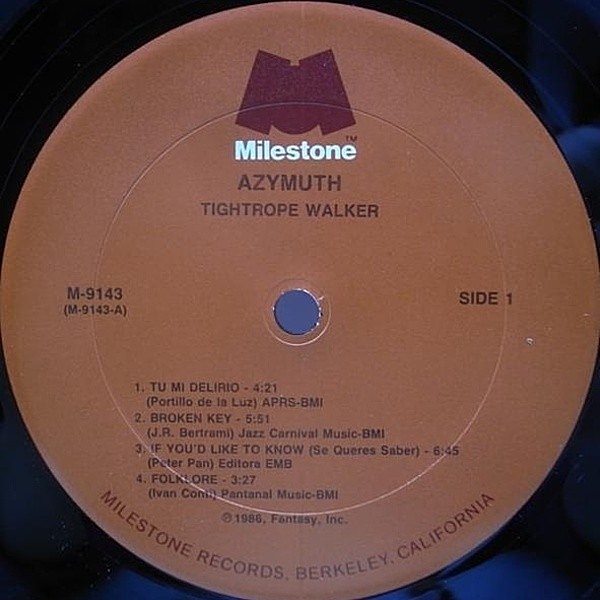 Milestone™
AZYMUTH
TIGHTROPE WALKER
M-9143
(M-9143-A)
SIDE 1
1. TU MI DELIRIO - 4:21
(Portillo de la Luz) APRS-BMI
2. BROKEN KEY - 5:51
(J.R. Bertrami) Jazz Carnival Music-BMI
3. IF YOU'D LIKE TO KNOW (Se Queres Saber) - 6:45
(Peter Pan) Editora EMB
4. FOLKLORE - 3:27
(Ivan Conti) Pantanal Music-BMI
℗1986, Fantasy, Inc.
MILESTONE RECORDS, BERKELEY, CALIFORNIA